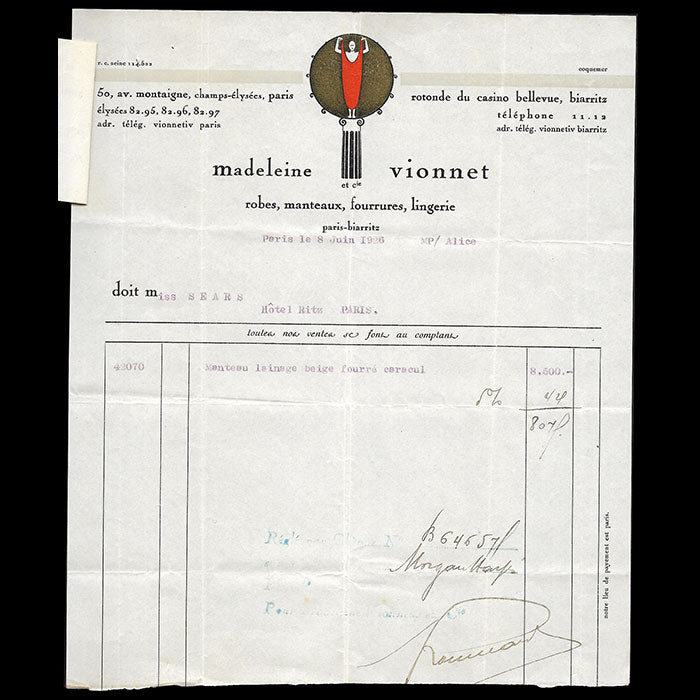 r. c. seine 114.522
coquemer
50, av. montaigne, champs-élysées, paris
élysées 82.95, 82.96, 82.97
adr. télég. vionnetiv paris
rotonde du casino bellevue, biarritz
téléphone 11.12
adr. télég. vionnetiv biarritz
madeleine vionnet
et cie
robes, manteaux, fourrures, lingerie
paris-biarritz
Paris le 8 Juin 1926 MP/ Alice
doit miss SEARS
Hôtel Ritz PARIS.
toutes nos ventes se font au comptant
42070 Manteau lainage beige fourré caracul 8.500.-
5%
B64657
Morgan
notre lieu de payement est paris.